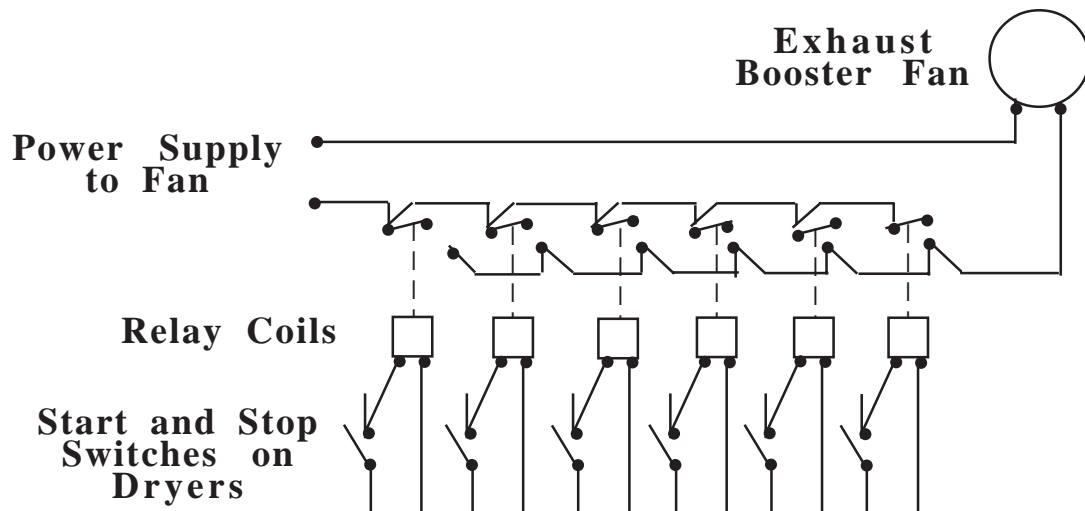 Exhaust
Booster Fan
Power Supply
to Fan
Relay Coils
Start and Stop
Switches on
Dryers